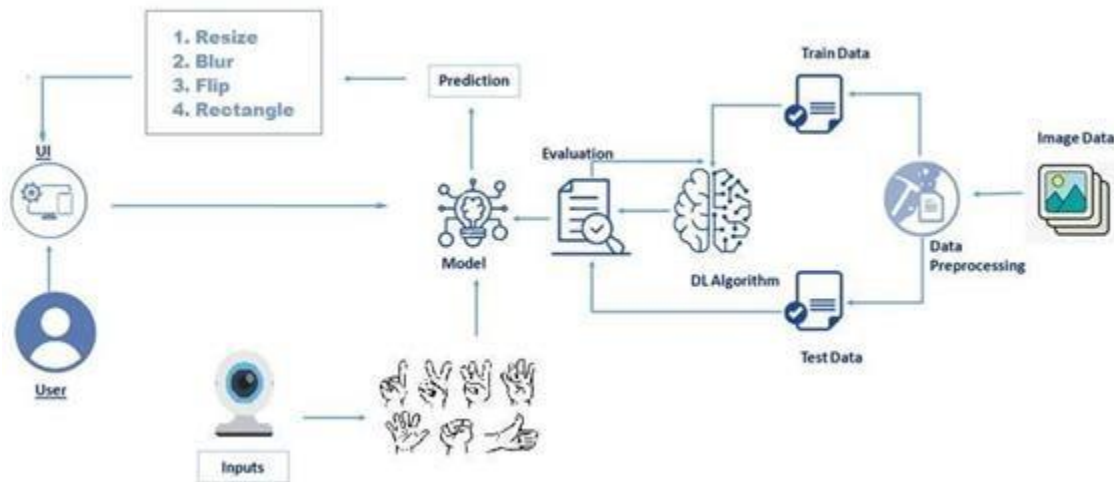 1. Resize
2. Blur
3. Flip
4. Rectangle
Prediction
Train Data
Image Data
UI
Evaluation
Model
DL Algorithm
Data
Preprocessing
Test Data
User
Inputs